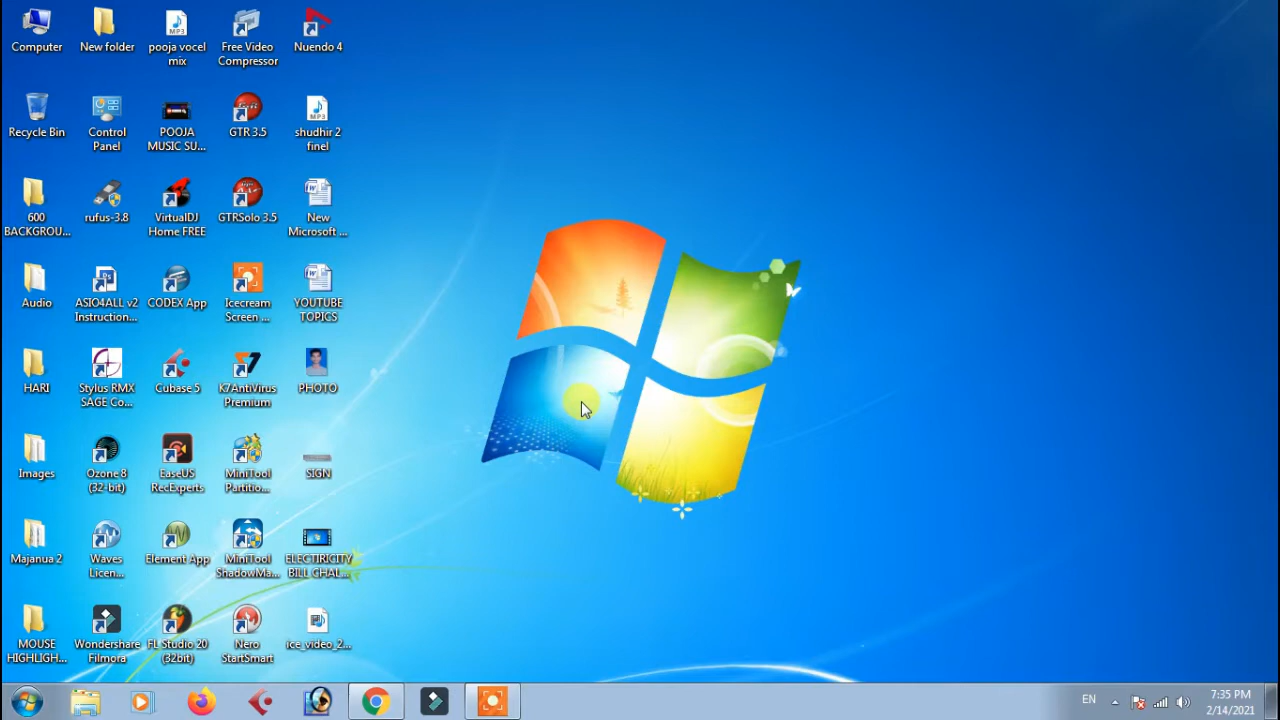 Computer
New folder
pooja vocel
mix
Free Video
Compressor
Nuendo 4
Recycle Bin
Control
Panel
POOJA
MUSIC SU...
GTR 3.5
shudhir 2
finel
600
BACKGROU...
rufus-3.8
VirtualDJ
Home FREE
GTRSolo 3.5
New
Microsoft ...
Audio
ASIO4ALL v2
Instruction...
CODEX App
Icecream
Screen ...
YOUTUBE
TOPICS
HARI
Stylus RMX
SAGE Co...
Cubase 5
K7AntiVirus
Premium
PHOTO
Images
Ozone 8
(32-bit)
EaseUS
RecExperts
MiniTool
Partitio...
SIGN
Majanua 2
Waves
Licen...
Element App
MiniTool
ShadowMa...
ELECTIRICITY
BILL CHAL...
MOUSE
HIGHLIGH...
Wondershare
Filmora
FL Studio 20
(32bit)
Nero
StartSmart
ice_video_2...
EN
7:35 PM
2/14/2021